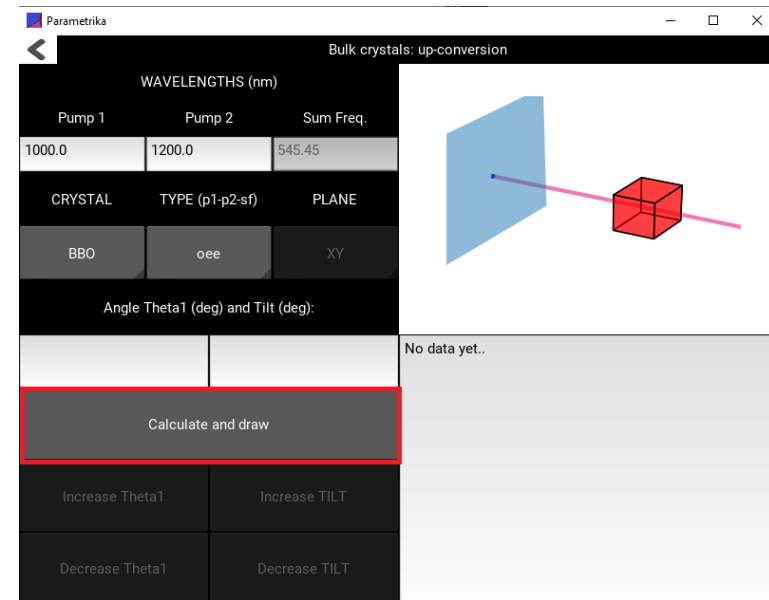 Parametrika
Bulk crystals: up-conversion
WAVELENGTHS (nm)
Pump 1 Pump 2 Sum Freq.
1000.0 1200.0 545.45
CRYSTAL TYPE (p1-p2-sf) PLANE
BBO oee XY
Angle Theta1 (deg) and Tilt (deg):
No data yet..
Calculate and draw
Increase Theta1 Increase TILT
Decrease Theta1 Decrease TILT